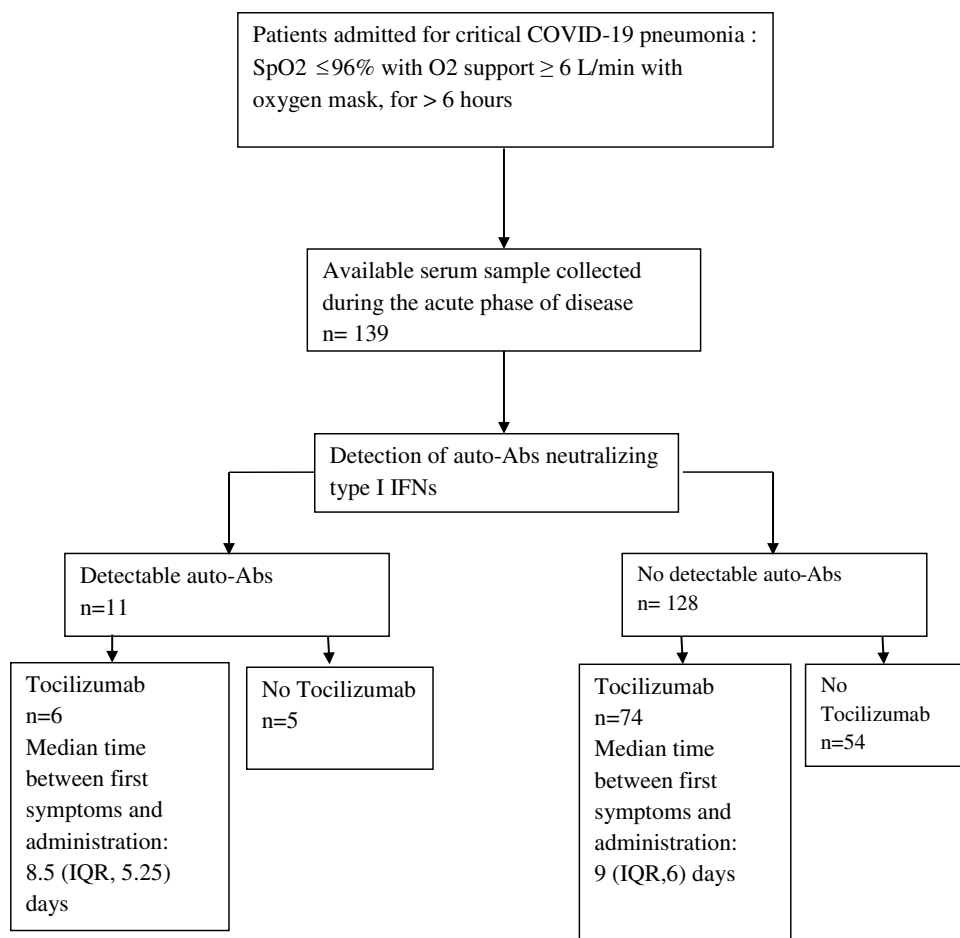 Patients admitted for critical COVID-19 pneumonia :
SpO2 ≤96% with O2 support ≥ 6 L/min with
oxygen mask, for > 6 hours
Available serum sample collected
during the acute phase of disease
n= 139
Detection of auto-Abs neutralizing
type I IFNs
Detectable auto-Abs
n=11
No detectable auto-Abs
n= 128
Tocilizumab
n=6
Median time
between first
symptoms and
administration:
8.5 (IQR, 5.25)
days
No Tocilizumab
n=5
Tocilizumab
n=74
Median time
between first
symptoms and
administration:
9 (IQR,6) days
No
Tocilizumab
n=54